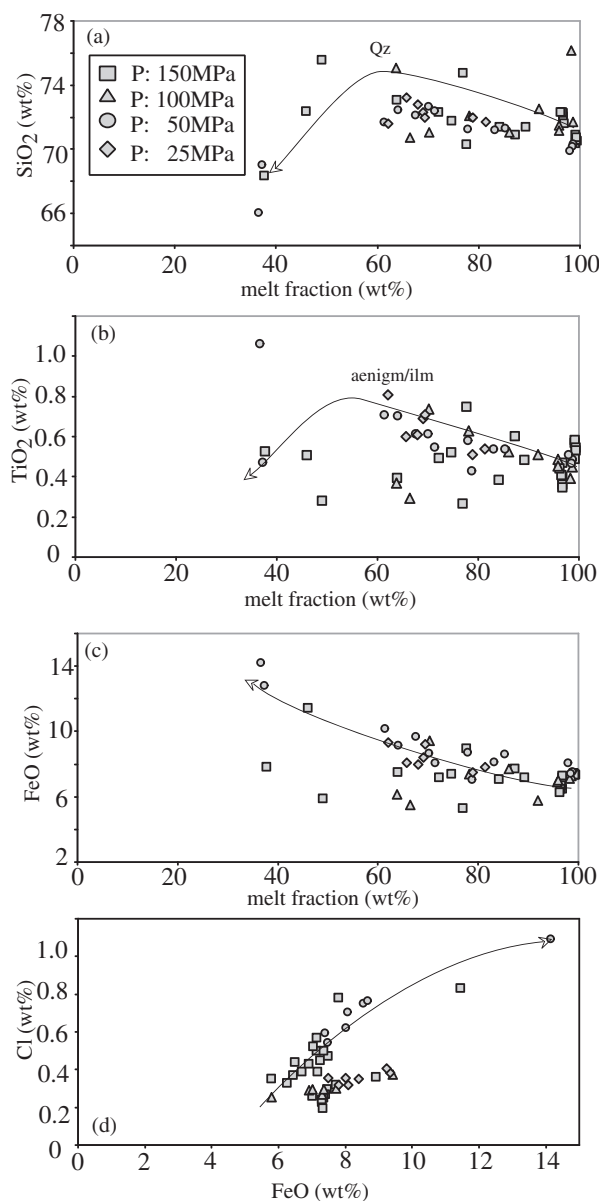 (a)
Qz
P: 150MPa
P: 100MPa
P: 50MPa
P: 25MPa
78
74
70
66
SiO2 (wt%)
0 20 40 60 80 100
melt fraction (wt%)
(b)
aenigm/ilm
1.0
0.8
0.6
0.4
0.2
0
TiO2 (wt%)
0 20 40 60 80 100
melt fraction (wt%)
(c)
14
10
6
2
FeO (wt%)
0 20 40 60 80 100
melt fraction (wt%)
1.0
0.8
0.6
0.4
0.2
0
Cl (wt%)
(d)
0 2 4 6 8 10 12 14
FeO (wt%)